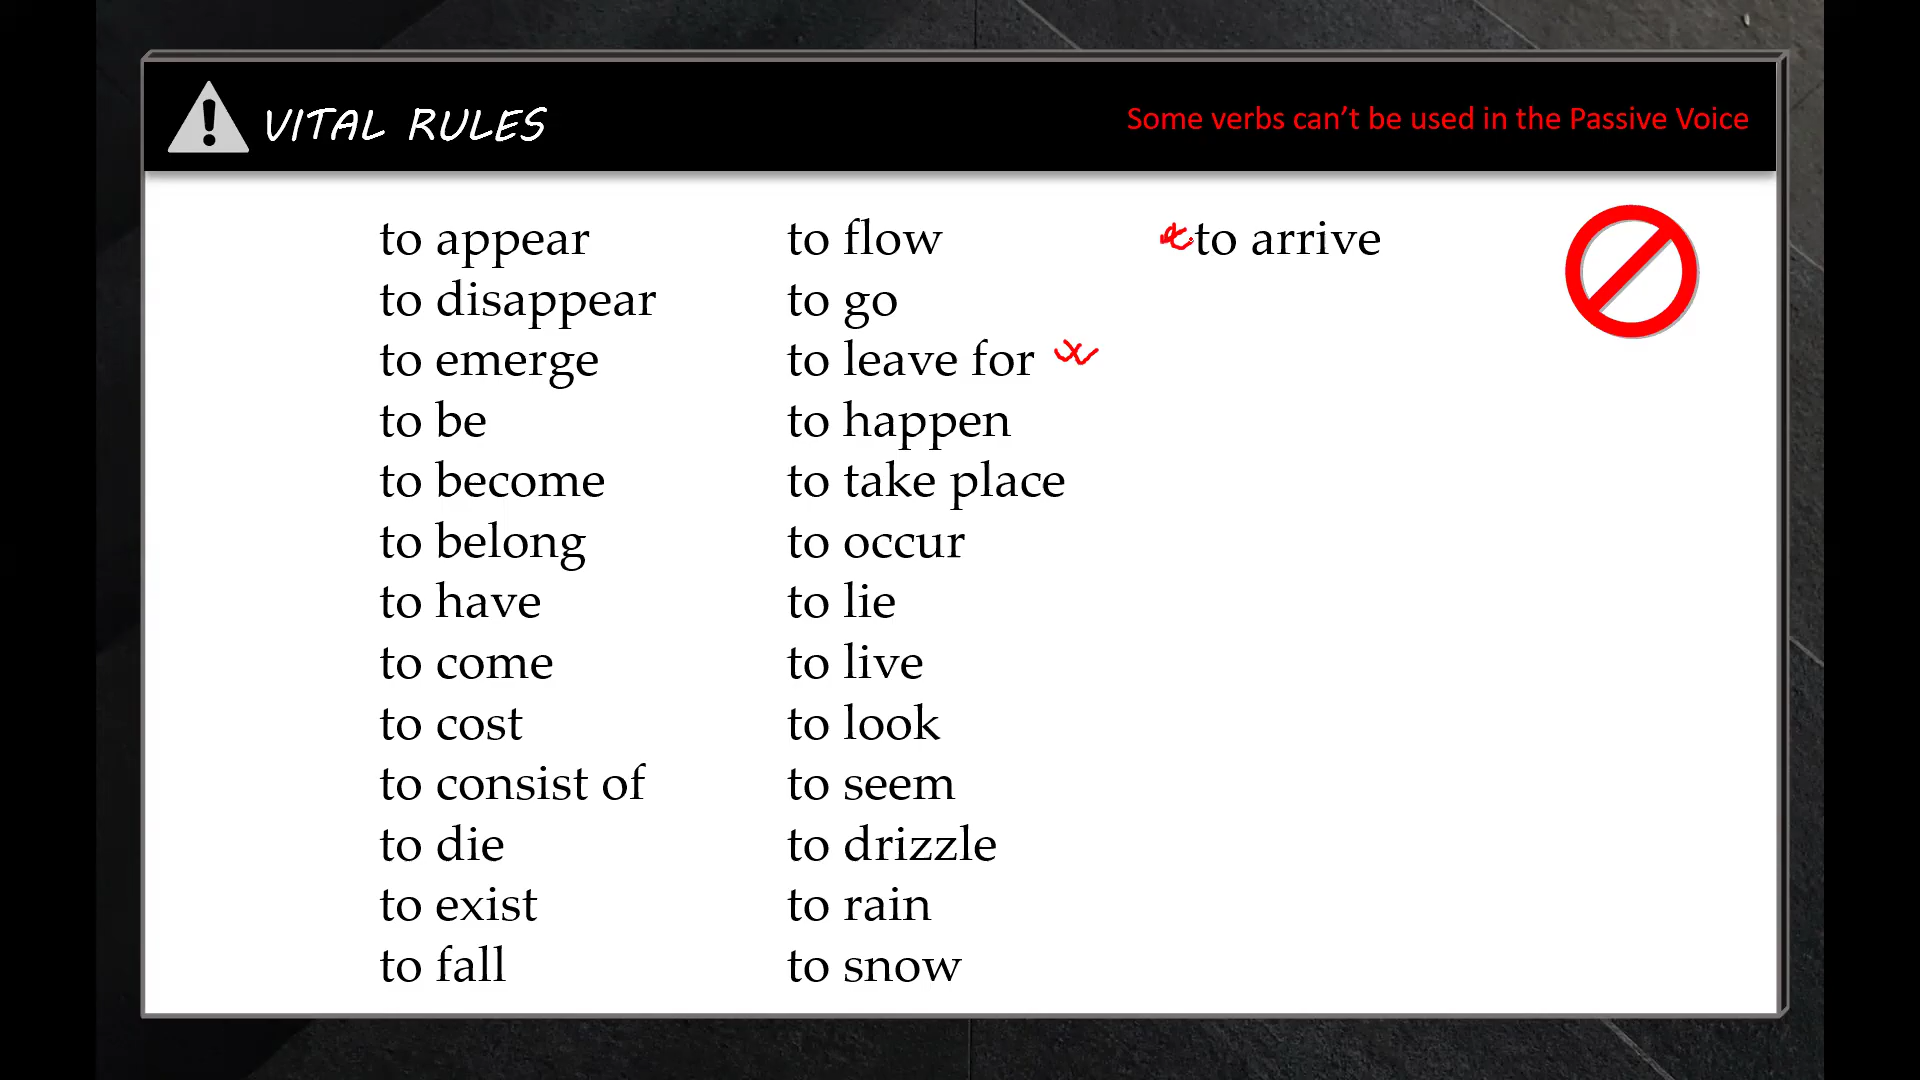 VITAL RULES
Some verbs can't be used in the Passive Voice
to appear
to disappear
to emerge
to be
to become
to belong
to have
to come
to cost
to consist of
to die
to exist
to fall
to flow
to go
to leave for
to happen
to take place
to occur
to lie
to live
to look
to seem
to drizzle
to rain
to snow
to arrive